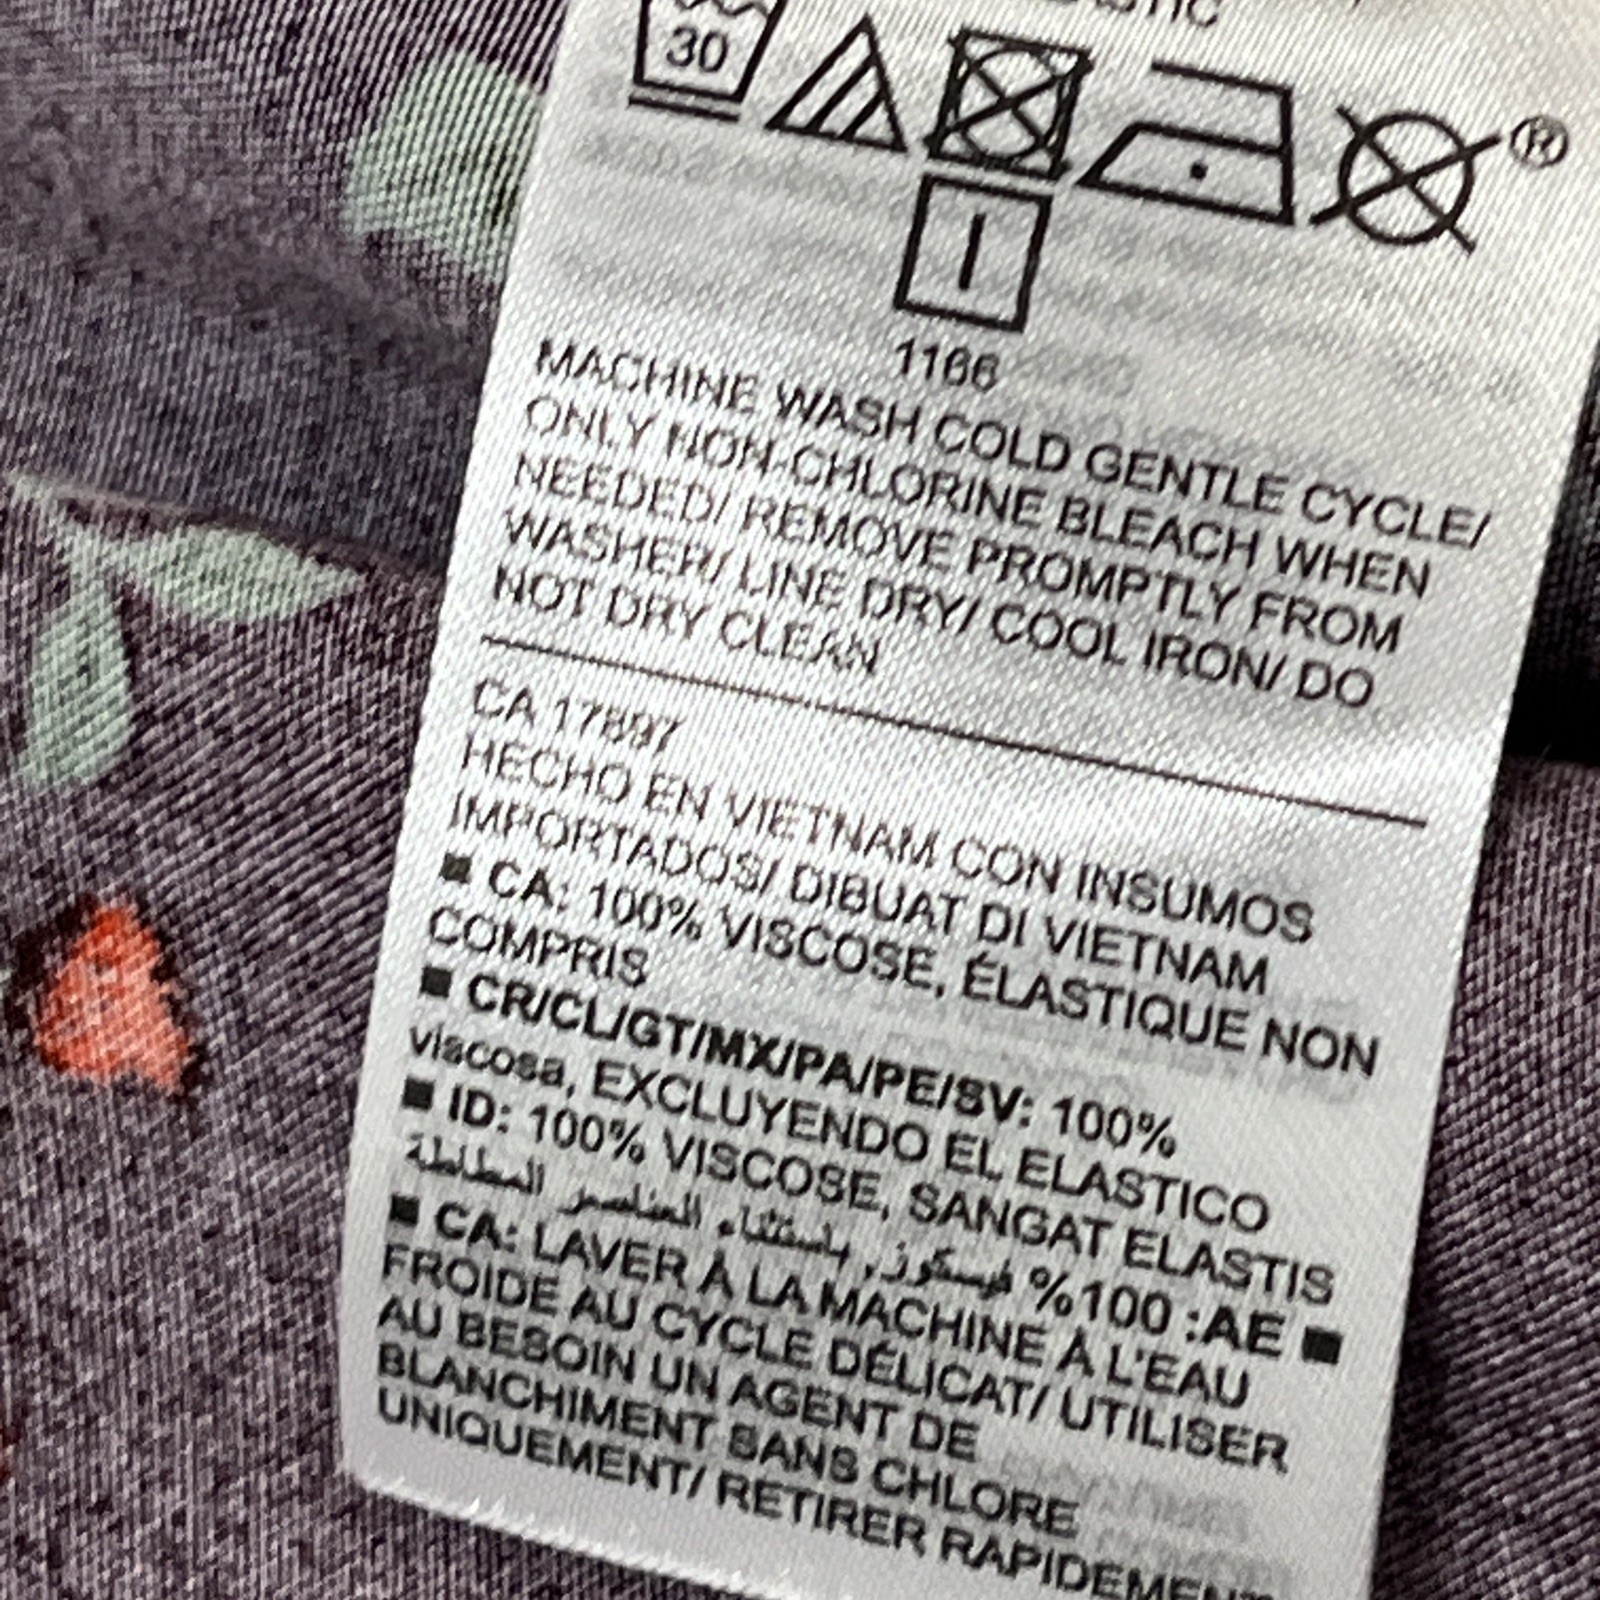 30
®
1166
MACHINE WASH COLD GENTLE CYCLE/
ONLY NON-CHLORINE BLEACH WHEN
NEEDED/ REMOVE PROMPTLY FROM
WASHER/ LINE DRY/ COOL IRON/ DO
NOT DRY CLEAN
CA 17897
HECHO EN VIETNAM CON INSUMOS
IMPORTADOS/ DIBUAT DI VIETNAM
■ CA: 100% VISCOSE, ÉLASTIQUE NON
COMPRIS
■ CR/CL/GT/MX/PA/PE/SV: 100%
viscosa, EXCLUYENDO EL ELASTICO
■ ID: 100% VISCOSE, SANGAT ELASTIS
■ AE: 100% فيسكوز, باستثناء العناصر المطاطة
■ CA: LAVER À LA MACHINE À L'EAU
FROIDE AU CYCLE DÉLICAT/ UTILISER
AU BESOIN UN AGENT DE
BLANCHIMENT SANS CHLORE
UNIQUEMENT/ RETIRER RAPIDEMENT